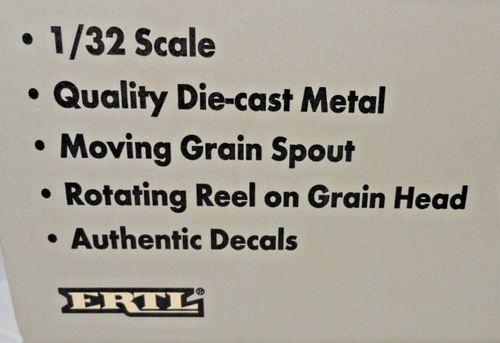 • 1/32 Scale
• Quality Die-cast Metal
• Moving Grain Spout
• Rotating Reel on Grain Head
• Authentic Decals
ERTL®